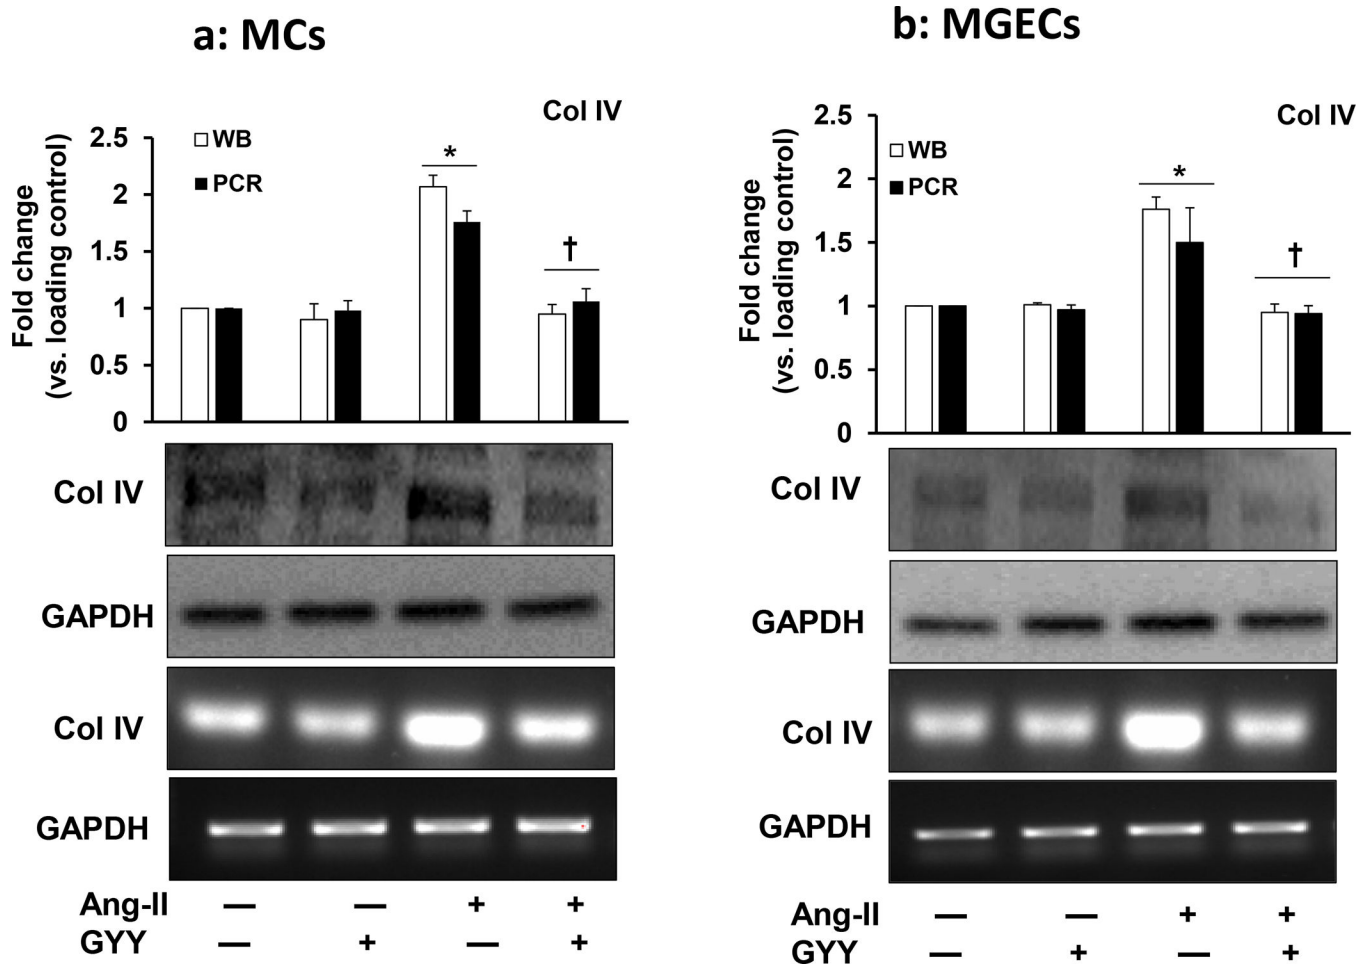 a: MCs
Col IV
Fold change
(vs. loading control)
2.5
2
1.5
1
0.5
0
WB
PCR
*
†
Col IV
GAPDH
Col IV
GAPDH
Ang-II — — + +
GYY — + — +
b: MGECs
Col IV
Fold change
(vs. loading control)
2.5
2
1.5
1
0.5
0
WB
PCR
*
†
Col IV
GAPDH
Col IV
GAPDH
Ang-II — — + +
GYY — + — +